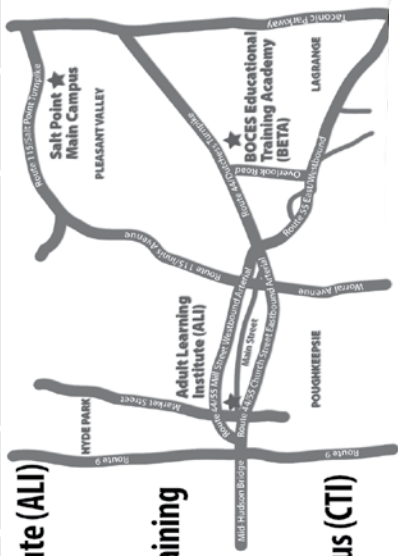 Taconic Parkway
Route 115/Salt Point Turnpike
Salt Point
Main Campus
PLEASANT VALLEY
BOCES Educational
Training Academy
(BETA)
LAGRANGE
Route 44/Dutchess Turnpike
Overlook Road
Route 55 East/Westbound
Route 115/Innis Avenue
Worral Avenue
Adult Learning
Institute (ALI)
Route 44/55 Mill Street Westbound Arterial
Main Street
Route 44/55 Church Street Eastbound Arterial
POUGHKEEPSIE
HYDE PARK
Market Street
Route 9
Route 9
Mid-Hudson Bridge
ute (ALI)
aining
us (CTI)